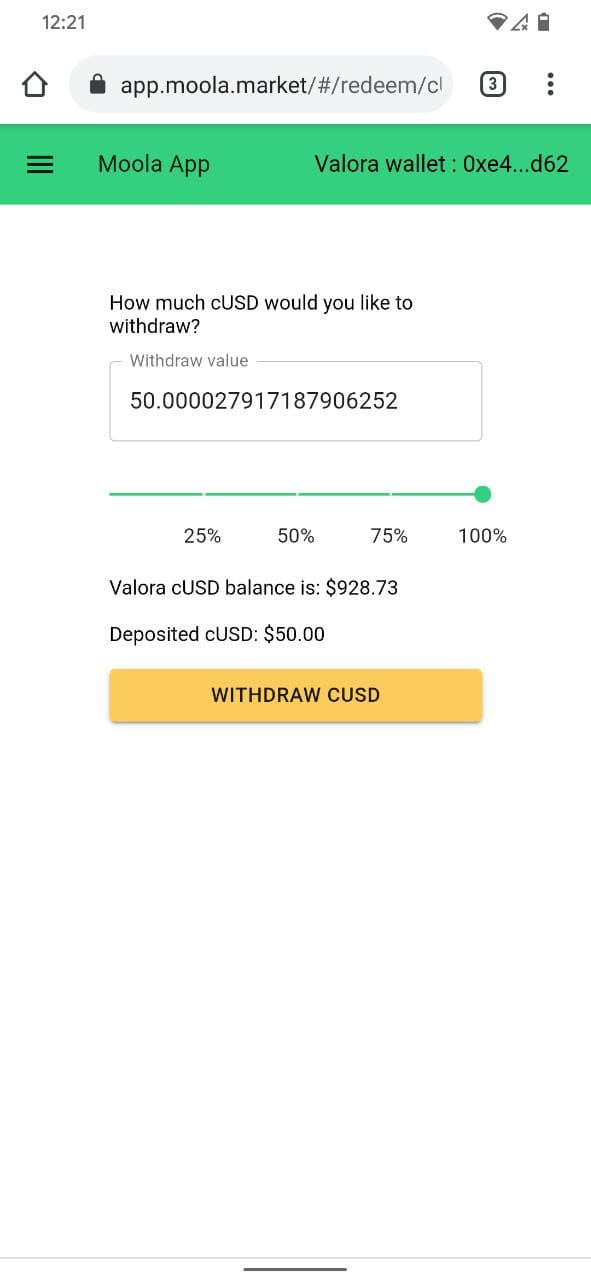 12:21
app.moola.market/#/redeem/c
3
Moola App
Valora wallet : 0xe4...d62
How much cUSD would you like to
withdraw?
Withdraw value
50.000027917187906252
25% 50% 75% 100%
Valora cUSD balance is: $928.73
Deposited cUSD: $50.00
WITHDRAW CUSD